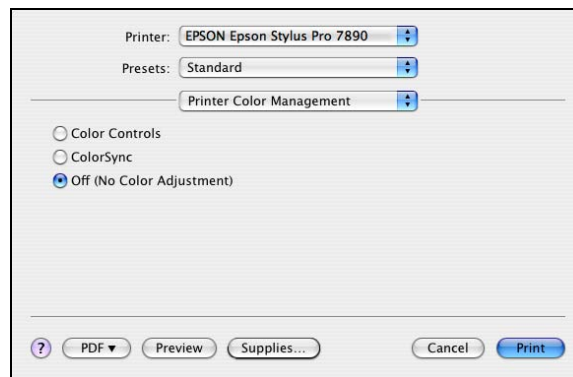 Printer: EPSON Epson Stylus Pro 7890
Presets: Standard
Printer Color Management
Color Controls
ColorSync
Off (No Color Adjustment)
? PDF ▼ Preview Supplies... Cancel Print